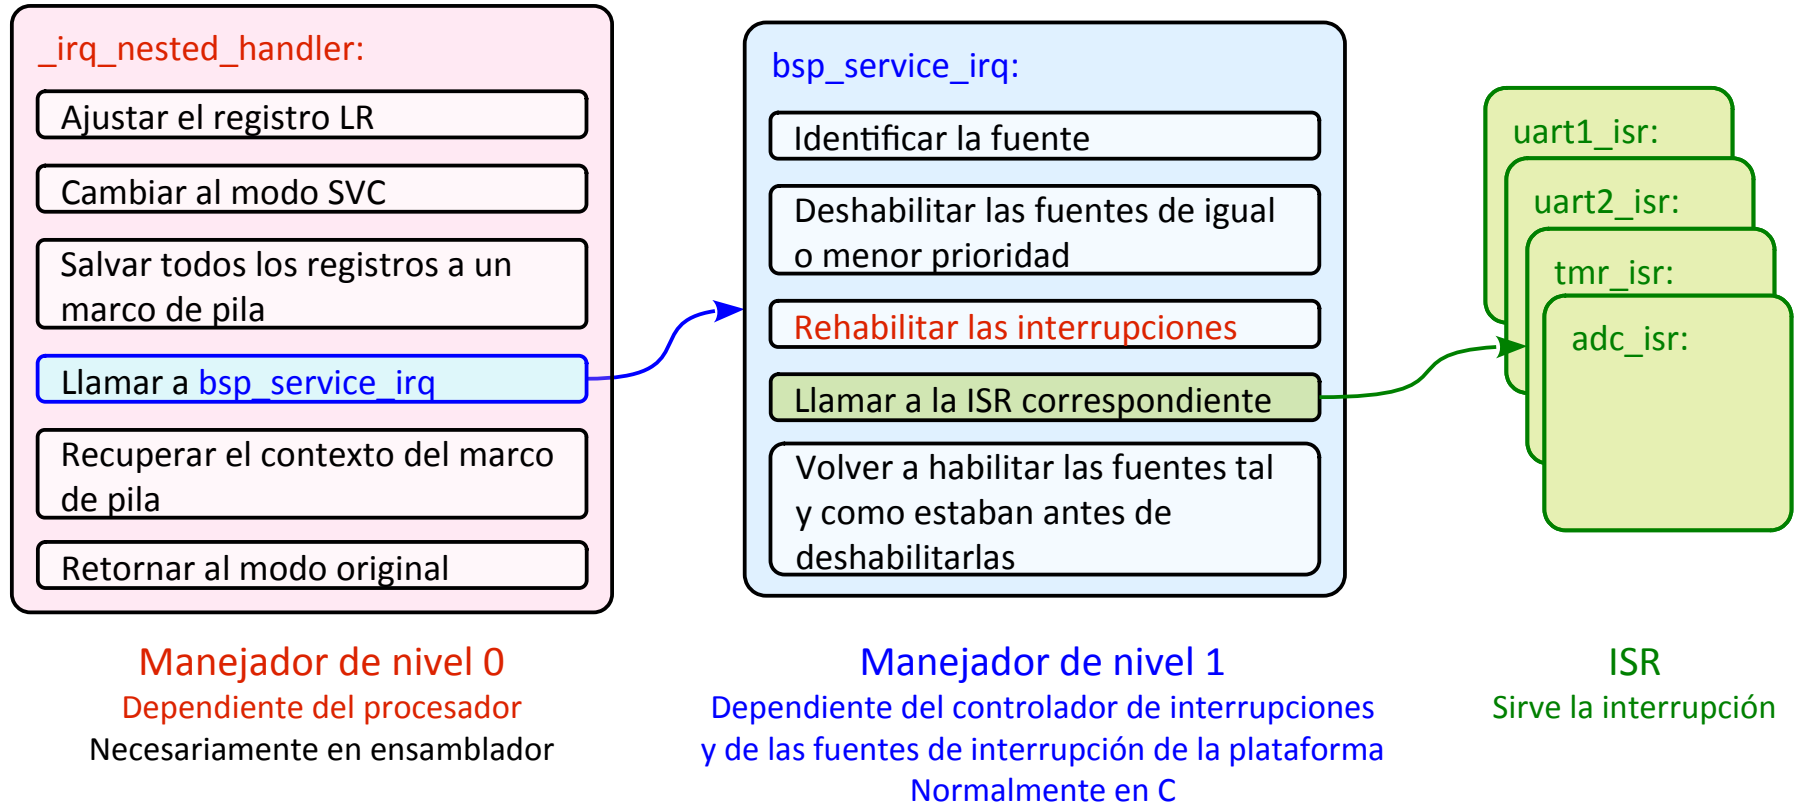 _irq_nested_handler:
Ajustar el registro LR
Cambiar al modo SVC
Salvar todos los registros a un
marco de pila
Llamar a bsp_service_irq
Recuperar el contexto del marco
de pila
Retornar al modo original
Manejador de nivel 0
Dependiente del procesador
Necesariamente en ensamblador
bsp_service_irq:
Identificar la fuente
Deshabilitar las fuentes de igual
o menor prioridad
Rehabilitar las interrupciones
Llamar a la ISR correspondiente
Volver a habilitar las fuentes tal
y como estaban antes de
deshabilitarlas
Manejador de nivel 1
Dependiente del controlador de interrupciones
y de las fuentes de interrupción de la plataforma
Normalmente en C
uart1_isr:
uart2_isr:
tmr_isr:
adc_isr:
ISR
Sirve la interrupción